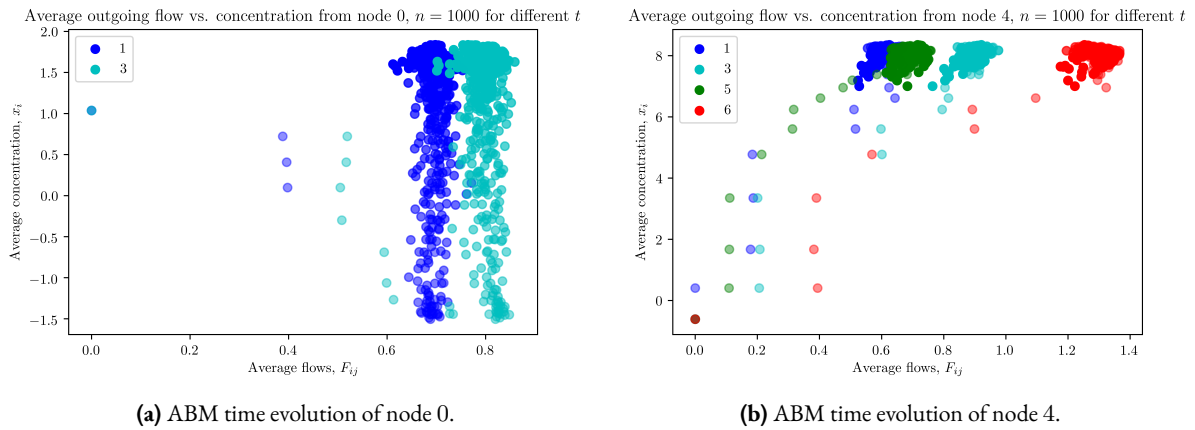 Average outgoing flow vs. concentration from node 0, n = 1000 for different t
2.0
1.5
1.0
0.5
0.0
−0.5
−1.0
−1.5
Average concentration, x_i
1
3
0.0 0.2 0.4 0.6 0.8
Average flows, F_ij
(a) ABM time evolution of node 0.
Average outgoing flow vs. concentration from node 4, n = 1000 for different t
8
6
4
2
0
Average concentration, x_i
1
3
5
6
0.0 0.2 0.4 0.6 0.8 1.0 1.2 1.4
Average flows, F_ij
(b) ABM time evolution of node 4.